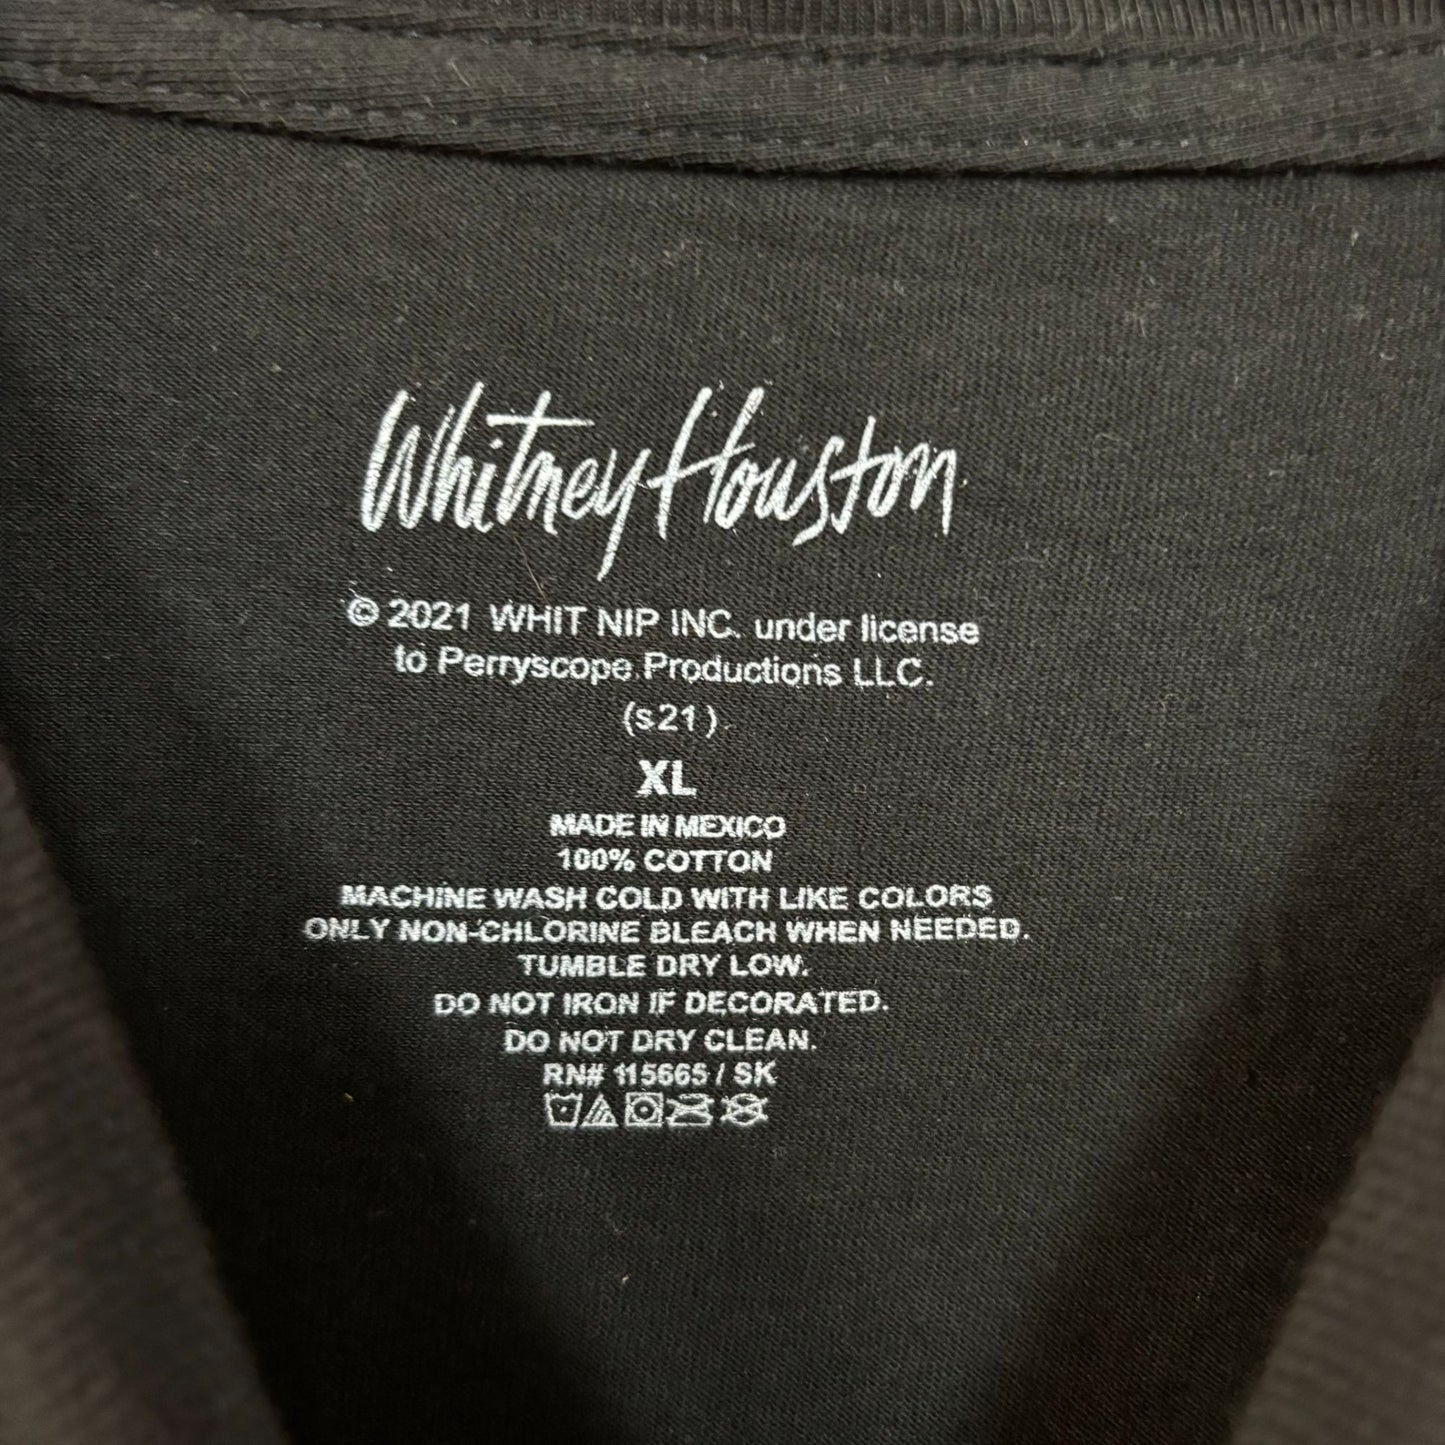 Whitney Houston
© 2021 WHIT NIP INC. under license
to Perryscope Productions LLC.
(s21)
XL
MADE IN MEXICO
100% COTTON
MACHINE WASH COLD WITH LIKE COLORS
ONLY NON-CHLORINE BLEACH WHEN NEEDED.
TUMBLE DRY LOW.
DO NOT IRON IF DECORATED.
DO NOT DRY CLEAN.
RN# 115665 / SK